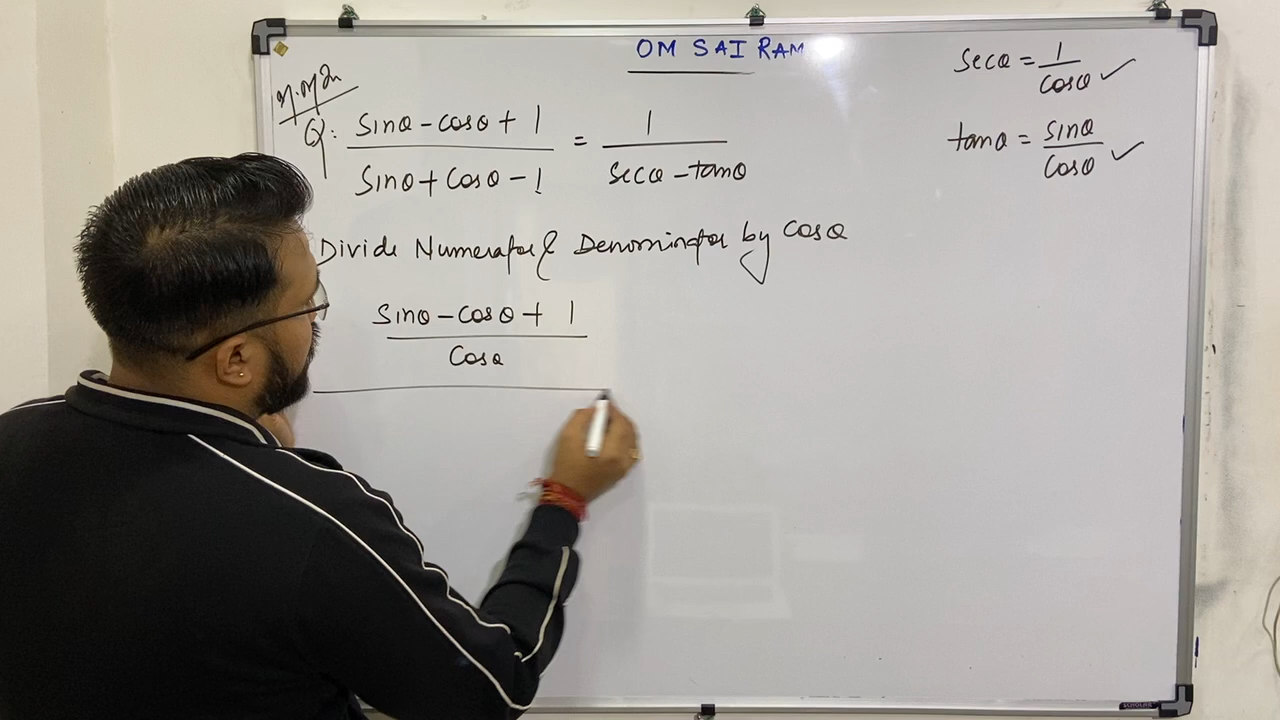 OM SAI RAM
Q: sinθ - cosθ + 1 / sinθ + cosθ - 1 = 1 / secθ - tanθ
secθ = 1 / cosθ ✓
tanθ = sinθ / cosθ ✓
Divide Numerator & Denominator by cosθ
sinθ - cosθ + 1
cosθ